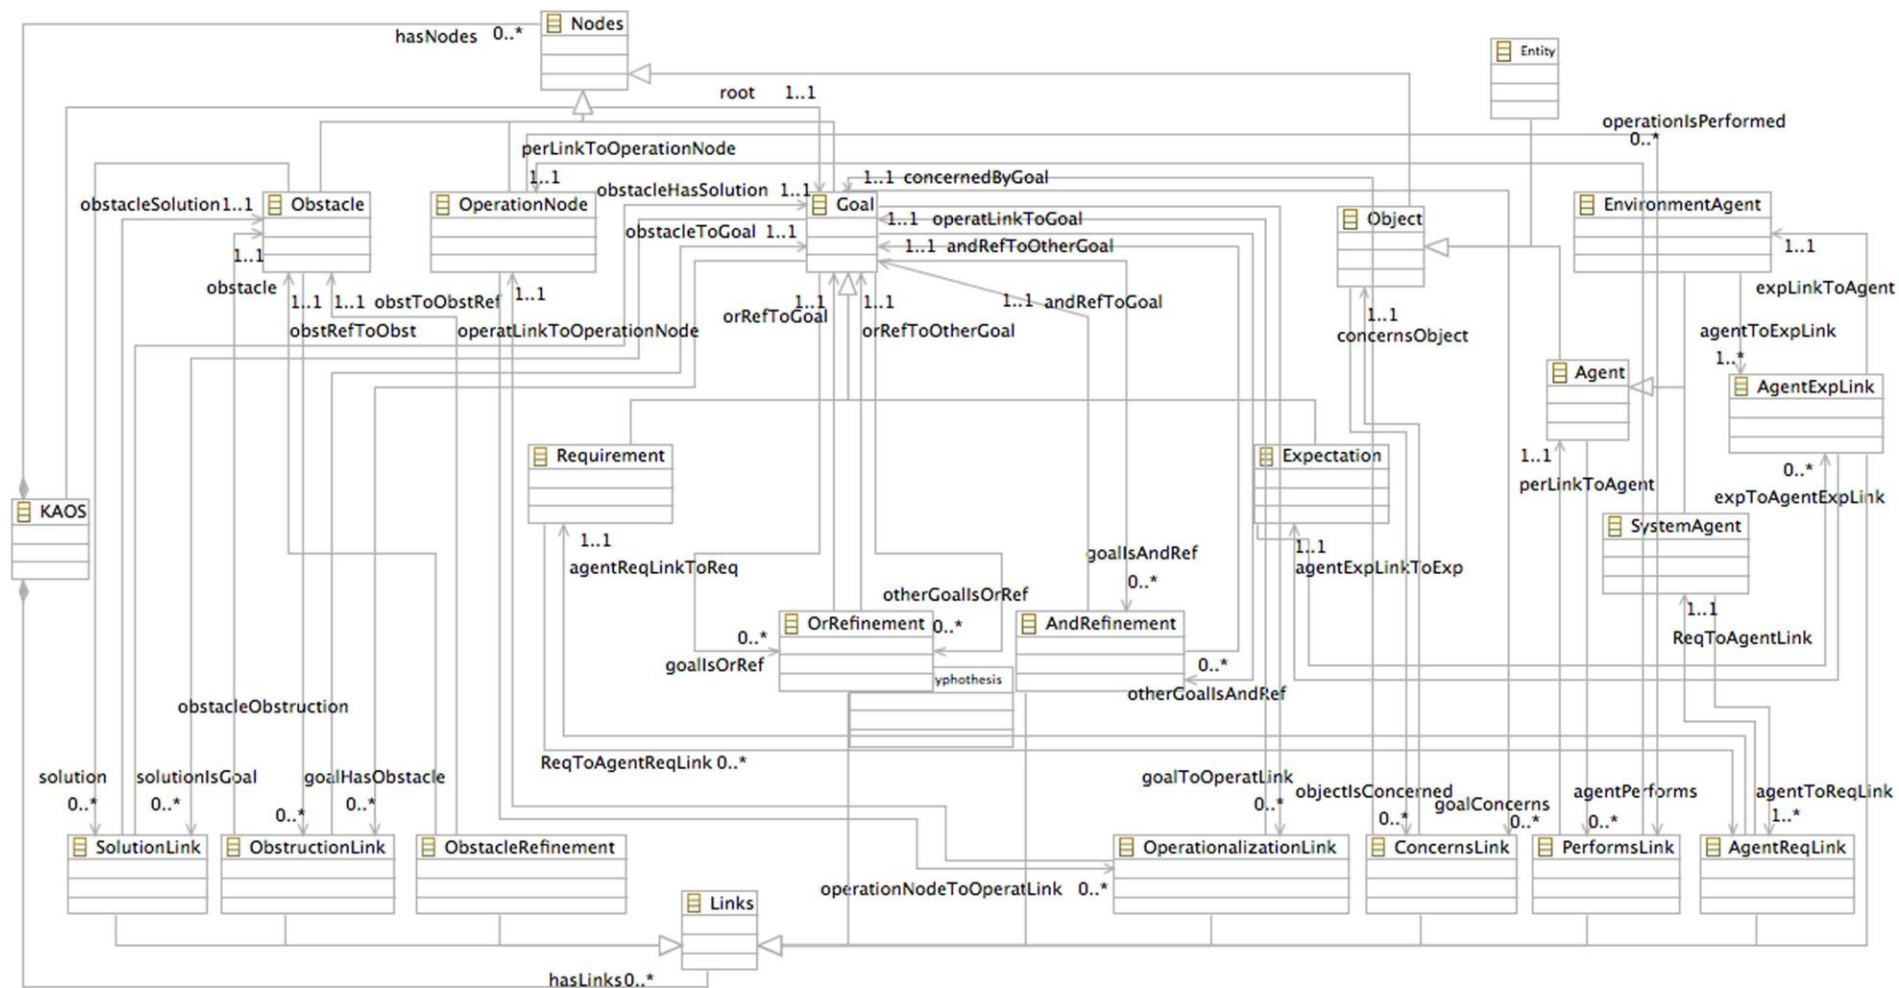 Nodes
hasNodes 0..*
Entity
root 1..1
operationIsPerformed
0..*
perLinkToOperationNode
1..1
obstacleHasSolution 1..1
1..1 concernedByGoal
obstacleSolution 1..1
Obstacle
OperationNode
Goal
Object
EnvironmentAgent
1..1 operatLinkToGoal
obstacleToGoal 1..1
1..1 andRefToOtherGoal
1..1
1..1
obstacle
1..1
1..1 obstToObstRef
1..1
expLinkToAgent
1..1
1..1
1..1 andRefToGoal
orRefToGoal
orRefToOtherGoal
1..1
concernsObject
obstRefToObst
operatLinkToOperationNode
agentToExpLink
1..*
Agent
AgentExpLink
Requirement
Expectation
1..1
perLinkToAgent
0..*
expToAgentExpLink
KAOS
SystemAgent
1..1
agentReqLinkToReq
goalIsAndRef
0..*
1..1
agentExpLinkToExp
otherGoalIsOrRef
1..1
ReqToAgentLink
OrRefinement
0..*
AndRefinement
0..*
goalIsOrRef
0..*
yphothesis
otherGoalIsAndRef
obstacleObstruction
ReqToAgentReqLink 0..*
solution
0..*
solutionIsGoal
0..*
goalHasObstacle
0..*
0..*
goalToOperatLink
0..*
objectIsConcerned
0..*
goalConcerns
0..*
agentPerforms
0..*
agentToReqLink
1..*
SolutionLink
ObstructionLink
ObstacleRefinement
OperationalizationLink
ConcernsLink
PerformsLink
AgentReqLink
operationNodeToOperatLink 0..*
Links
hasLinks 0..*